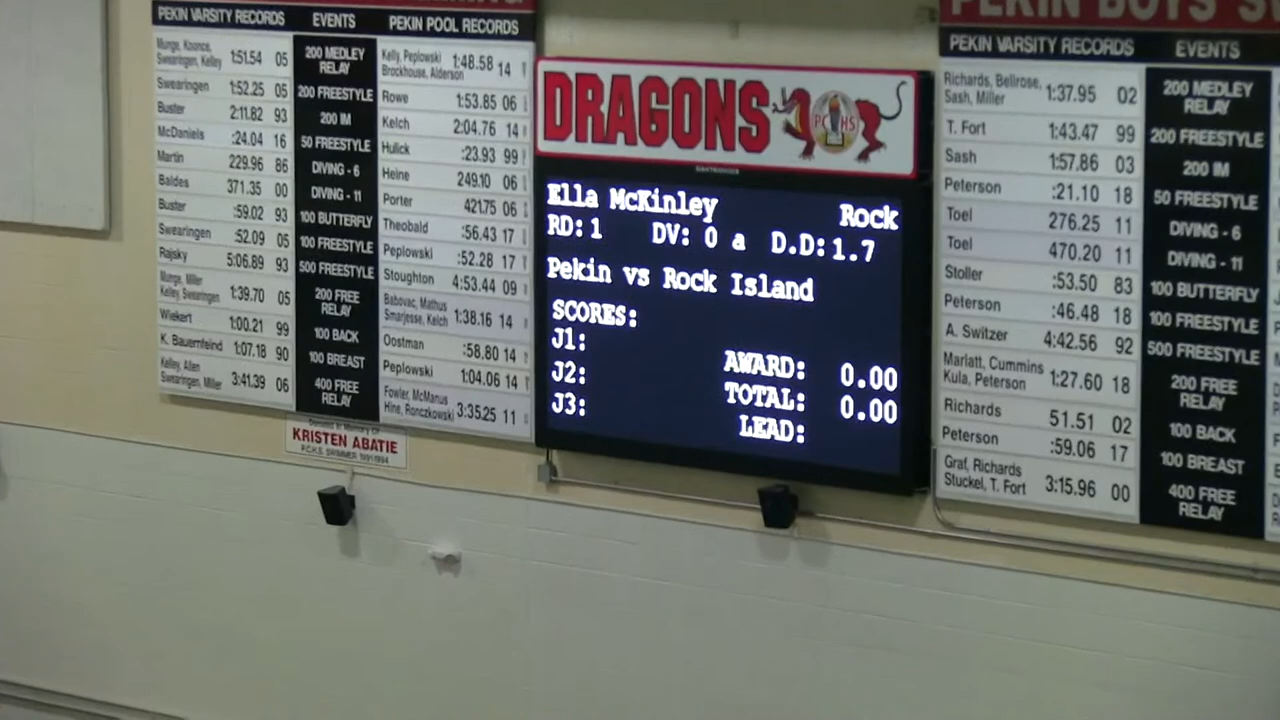 PEKIN VARSITY RECORDS EVENTS PEKIN POOL RECORDS
Munge, Koonce, Swearingen, Kelley 1:51.54 05 200 MEDLEY RELAY Kelly, Peplowski Brockhouse, Alderson 1:48.58 14
Swearingen 1:52.25 05 200 FREESTYLE Rowe 1:53.85 06
Buster 2:11.82 93 200 IM Kelch 2:04.76 14
McDaniels :24.04 16 50 FREESTYLE Hulick :23.93 99
Martin 229.96 86 DIVING - 6 Heine 249.10 06
Baldes 371.35 00 DIVING - 11 Porter 421.75 06
Buster :59.02 93 100 BUTTERFLY Theobald :56.43 17
Swearingen :52.09 05 100 FREESTYLE Peplowski :52.28 17
Rajsky 5:06.89 93 500 FREESTYLE Stoughton 4:53.44 09
Munge, Miller Kelley, Swearingen 1:39.70 05 200 FREE RELAY Babovac, Mathus Smarjesse, Kelch 1:38.16 14
Wiekert 1:00.21 99 100 BACK Oostman :58.80 14
K. Bauernfeind 1:07.18 90 100 BREAST Peplowski 1:04.06 14
Kelley, Allen Swearingen, Miller 3:41.39 06 400 FREE RELAY Fowler, McManus Hine, Ronczkowski 3:35.25 11
Donated In Memory Of
KRISTEN ABATIE
P.C.H.S. SWIMMER 1991-1994
DRAGONS PCHS
DAKTRONICS
Ella McKinley Rock
RD: 1 DV: 0 a D.D: 1.7
Pekin vs Rock Island
SCORES:
J1:
AWARD: 0.00
J2:
TOTAL: 0.00
J3:
LEAD:
PEKIN BOYS
PEKIN VARSITY RECORDS EVENTS
Richards, Bellrose, Sash, Miller 1:37.95 02 200 MEDLEY RELAY
T. Fort 1:43.47 99 200 FREESTYLE
Sash 1:57.86 03 200 IM
Peterson :21.10 18 50 FREESTYLE
Toel 276.25 11 DIVING - 6
Toel 470.20 11 DIVING - 11
Stoller :53.50 83 100 BUTTERFLY
Peterson :46.48 18 100 FREESTYLE
A. Switzer 4:42.56 92 500 FREESTYLE
Marlatt, Cummins Kula, Peterson 1:27.60 18 200 FREE RELAY
Richards 51.51 02 100 BACK
Peterson :59.06 17 100 BREAST
Graf, Richards Stuckel, T. Fort 3:15.96 00 400 FREE RELAY